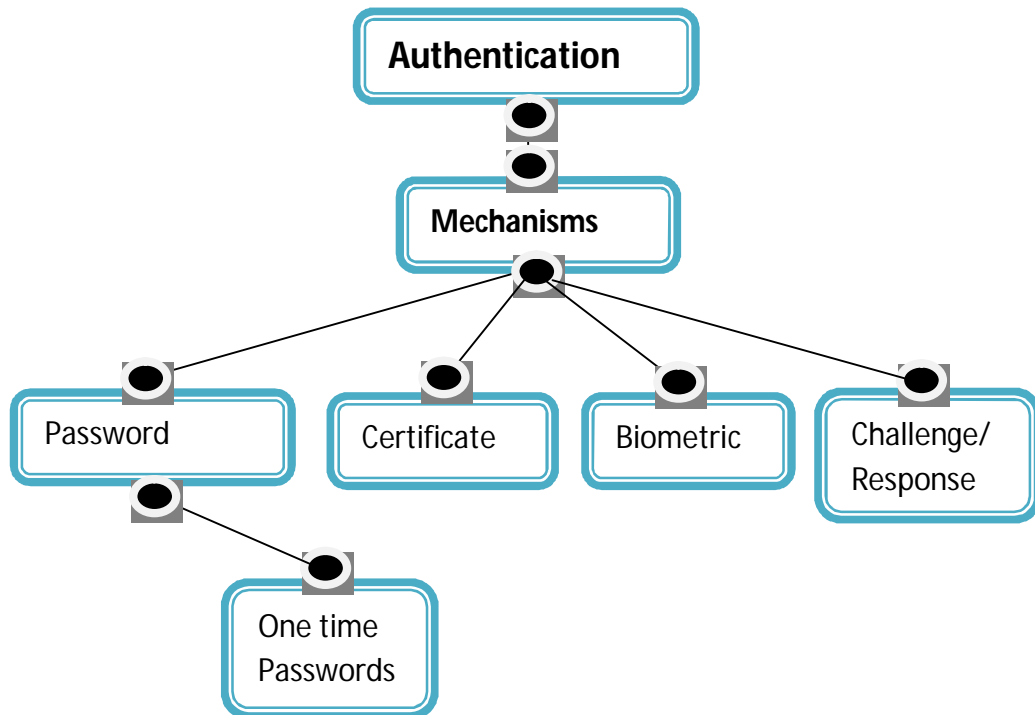 Authentication
Mechanisms
Password
Certificate
Biometric
Challenge/
Response
One time
Passwords